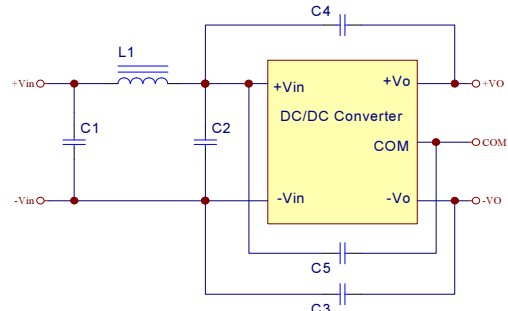 C4
L1
+Vin
+Vin
+Vo
+VO
C1
C2
DC/DC Converter
COM
COM
-Vin
-Vin
-Vo
-VO
C5
C3